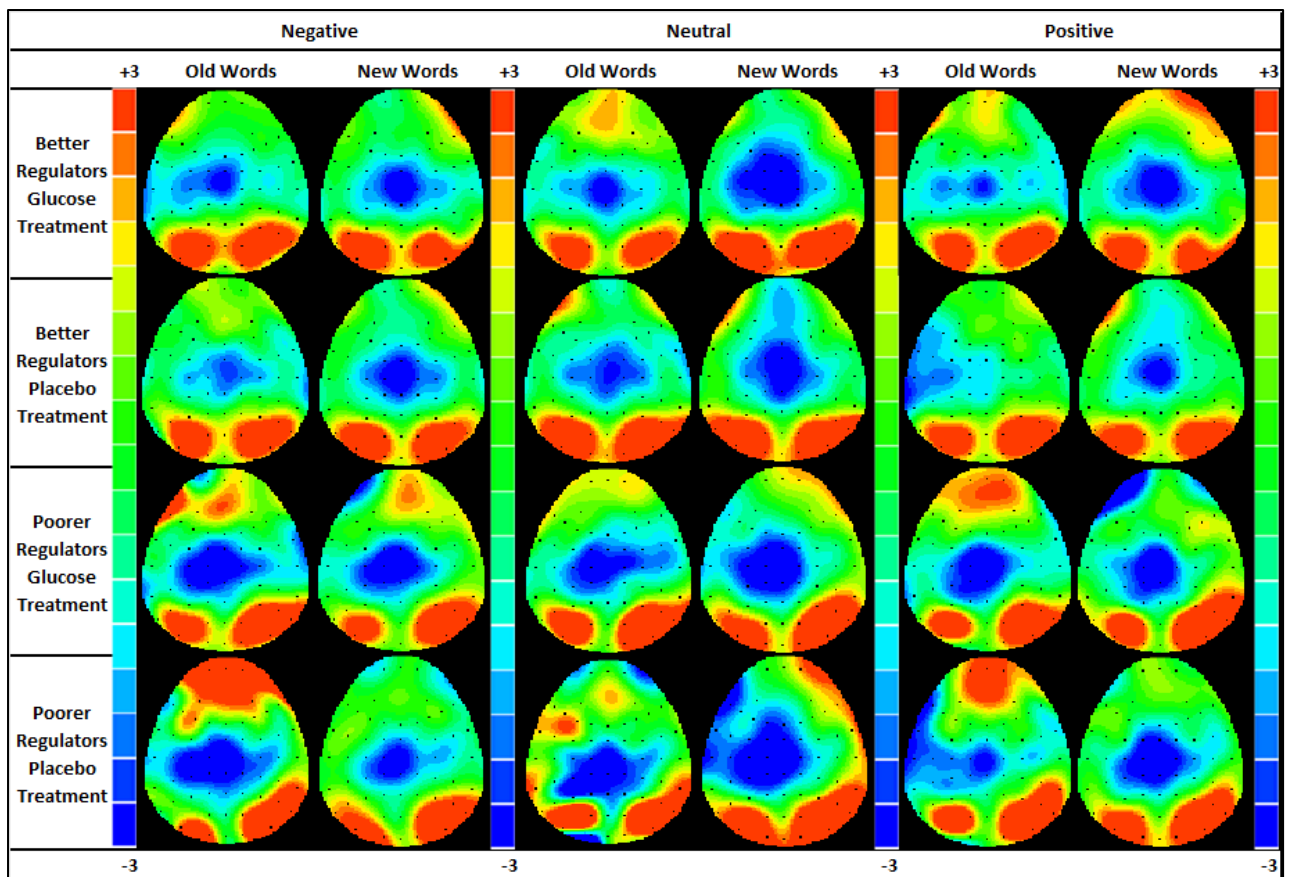 Negative Neutral Positive
+3 Old Words New Words +3 Old Words New Words +3 Old Words New Words +3
Better
Regulators
Glucose
Treatment
Better
Regulators
Placebo
Treatment
Poorer
Regulators
Glucose
Treatment
Poorer
Regulators
Placebo
Treatment
-3 -3 -3 -3